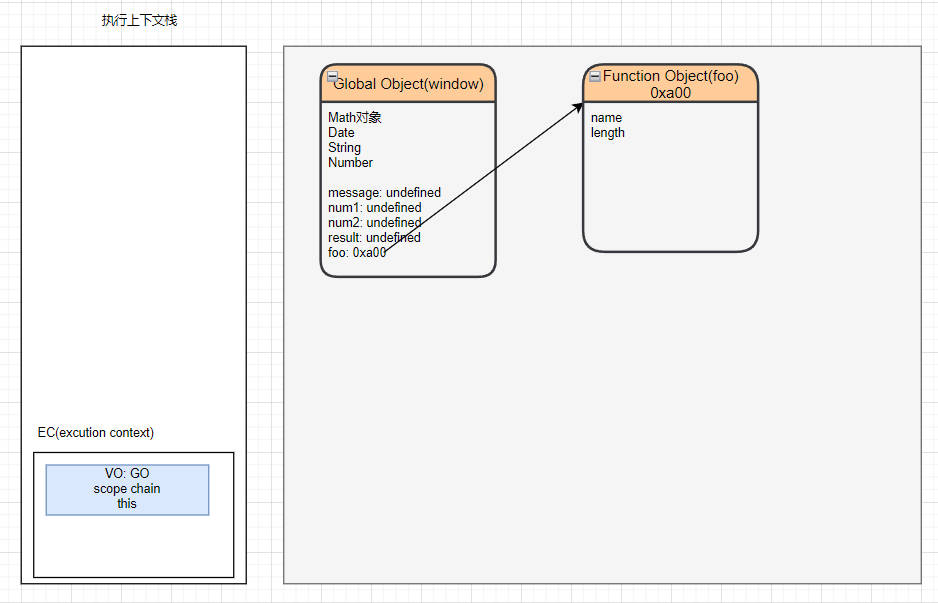 执行上下文栈
Global Object(window)
Math对象
Date
String
Number
message: undefined
num1: undefined
num2: undefined
result: undefined
foo: 0xa00
Function Object(foo)
0xa00
name
length
EC(excution context)
VO: GO
scope chain
this